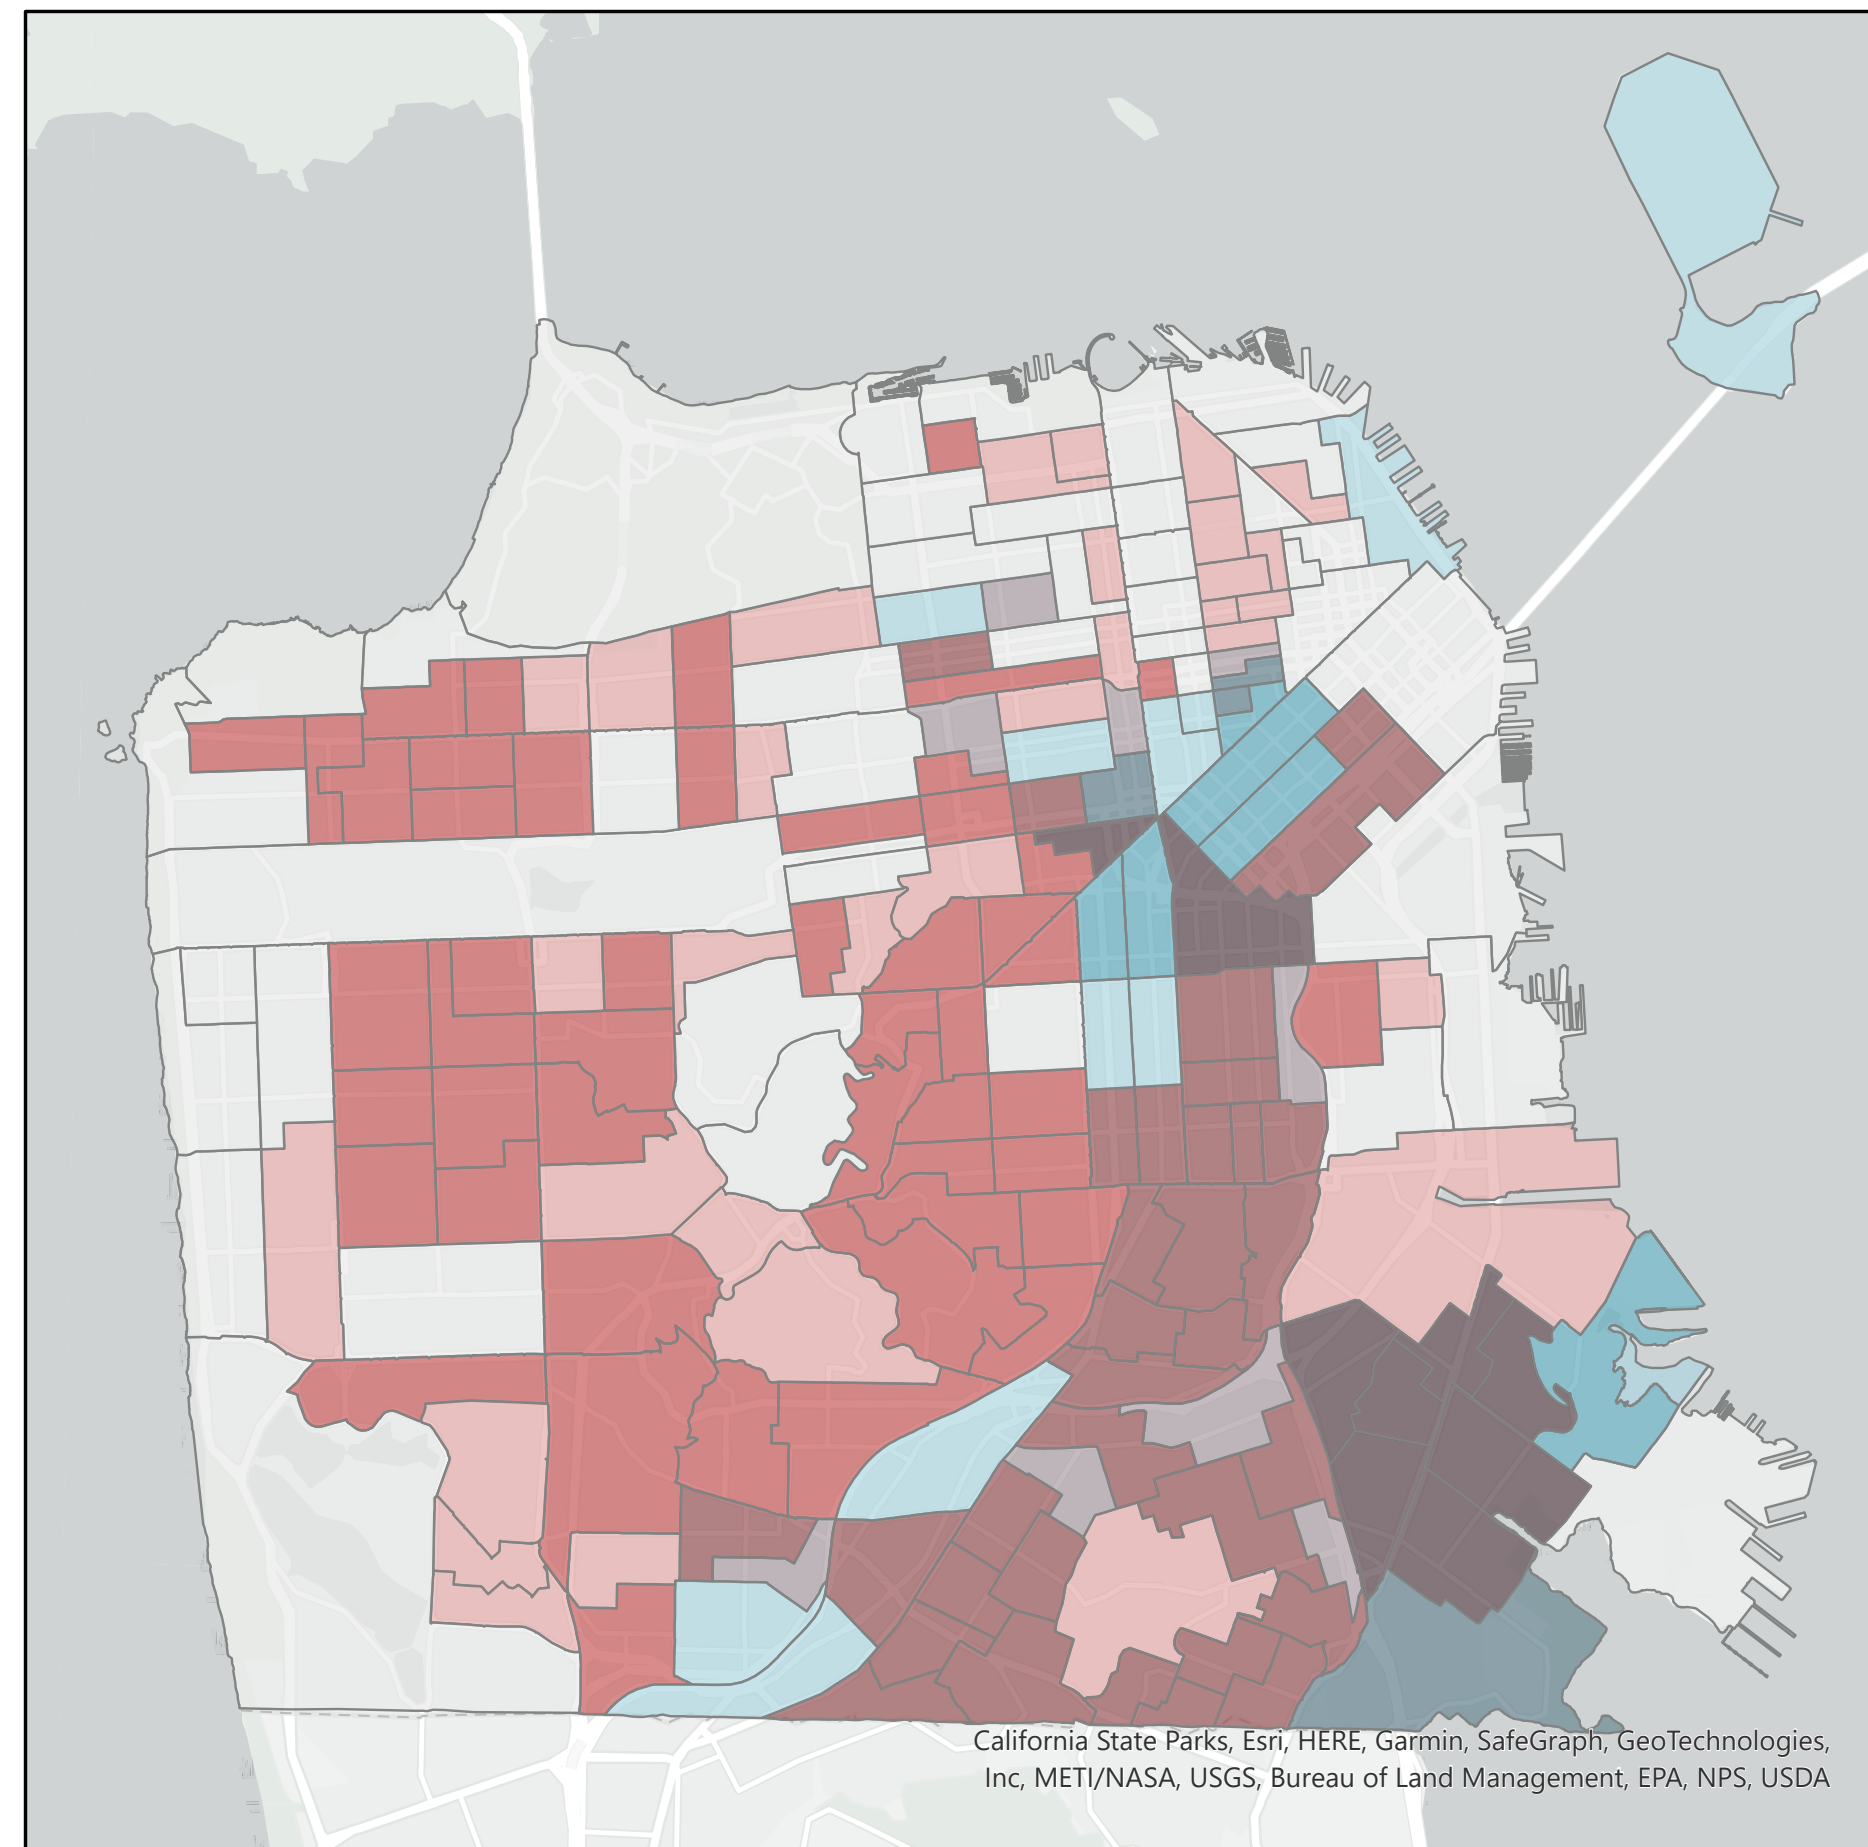 California State Parks, Esri, HERE, Garmin, SafeGraph, GeoTechnologies,
Inc, METI/NASA, USGS, Bureau of Land Management, EPA, NPS, USDA